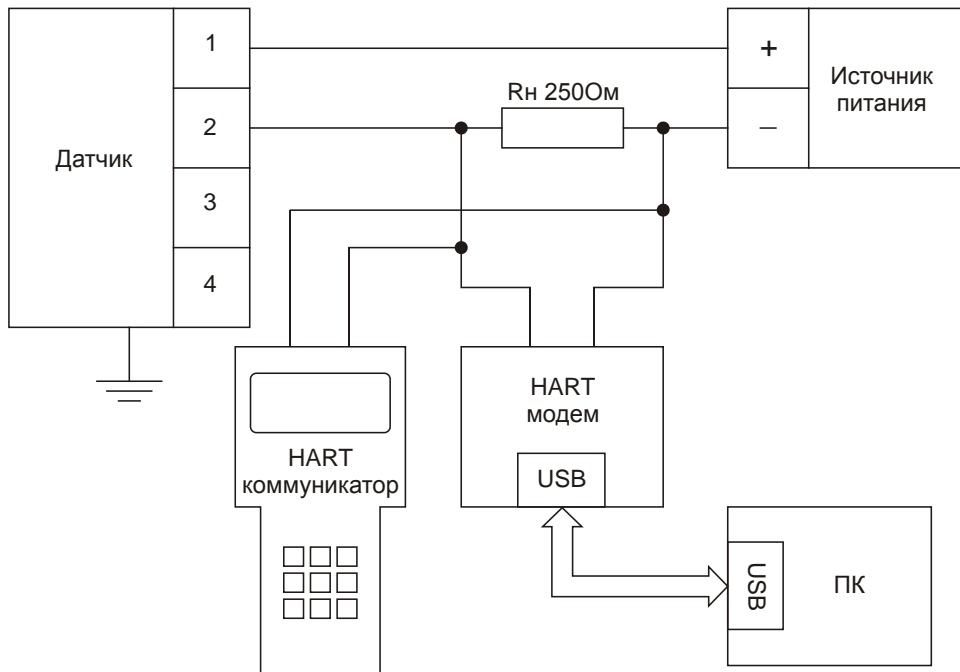 Датчик
1
2
3
4
Rн 250Ом
+
−
Источник
питания
HART
коммуникатор
HART
модем
USB
USB
ПК